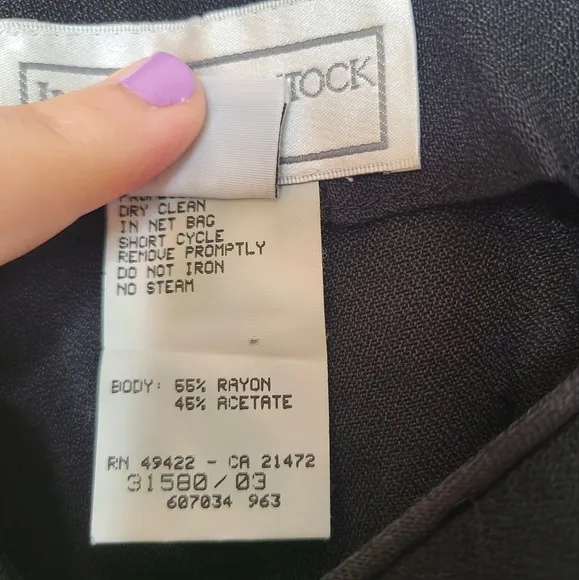 TOCK
DRY CLEAN
IN NET BAG
SHORT CYCLE
REMOVE PROMPTLY
DO NOT IRON
NO STEAM
BODY: 55% RAYON
45% ACETATE
RN 49422 - CA 21472
31580/03
607034 963